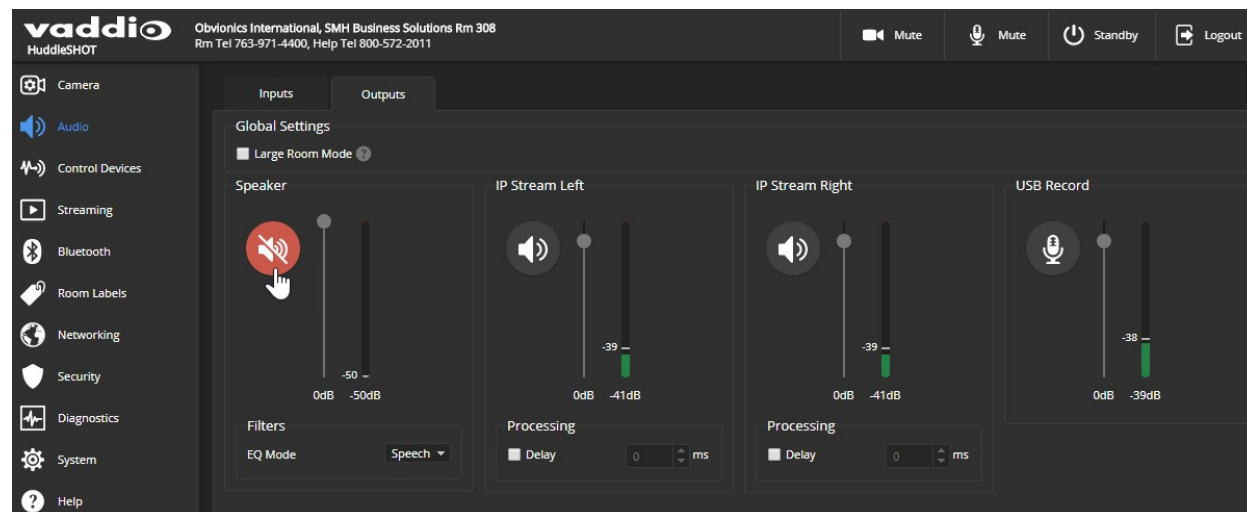 vaddio
HuddleSHOT
Obvionics International, SMH Business Solutions Rm 308
Rm Tel 763-971-4400, Help Tel 800-572-2011
Mute
Mute
Standby
Logout
Camera
Audio
Control Devices
Streaming
Bluetooth
Room Labels
Networking
Security
Diagnostics
System
Help
Inputs
Outputs
Global Settings
Large Room Mode ?
Speaker
-50
0dB -50dB
Filters
EQ Mode Speech
IP Stream Left
-39
0dB -41dB
Processing
Delay 0 ms
IP Stream Right
-39
0dB -41dB
Processing
Delay 0 ms
USB Record
-38
0dB -39dB